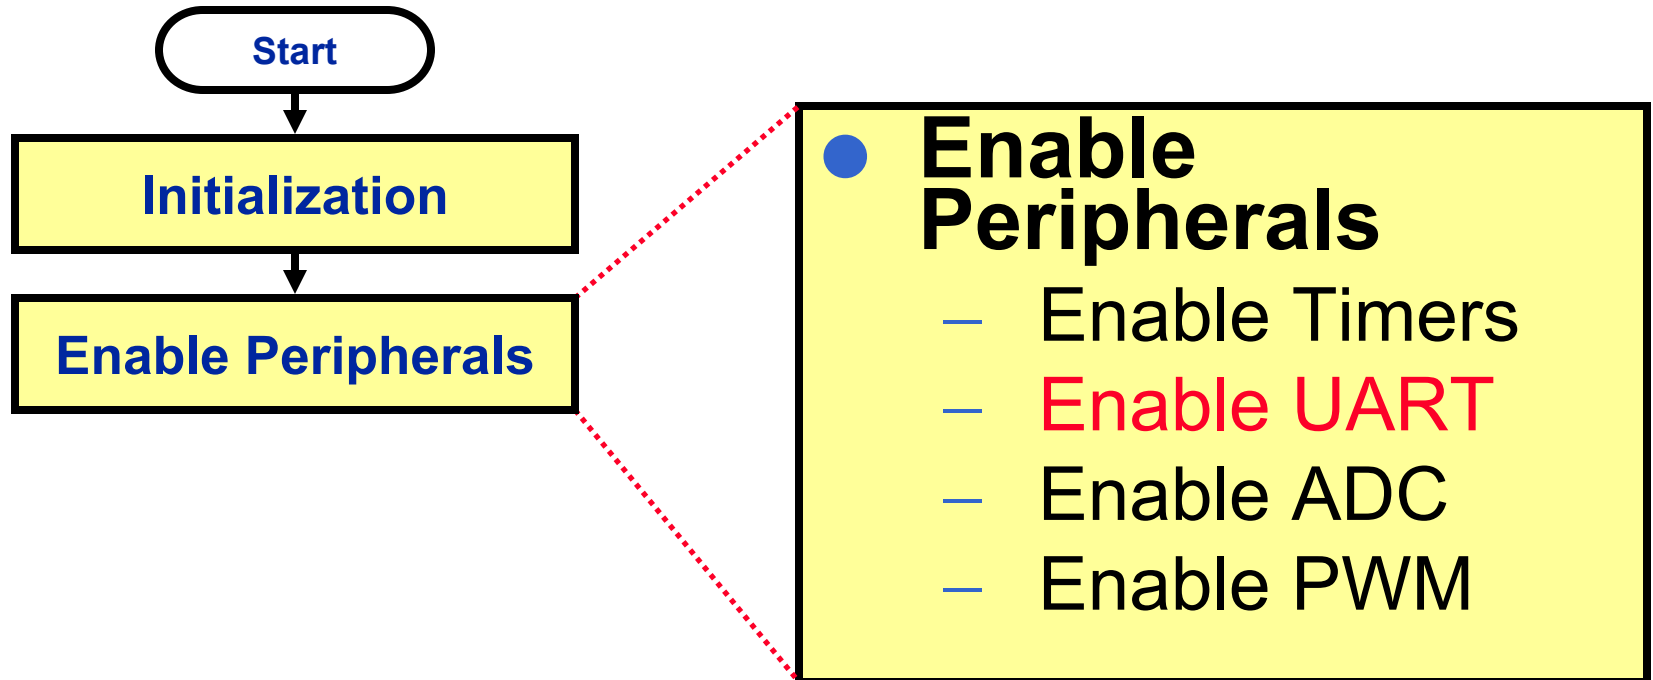 Start
Initialization
Enable Peripherals
● Enable
Peripherals
– Enable Timers
– Enable UART
– Enable ADC
– Enable PWM